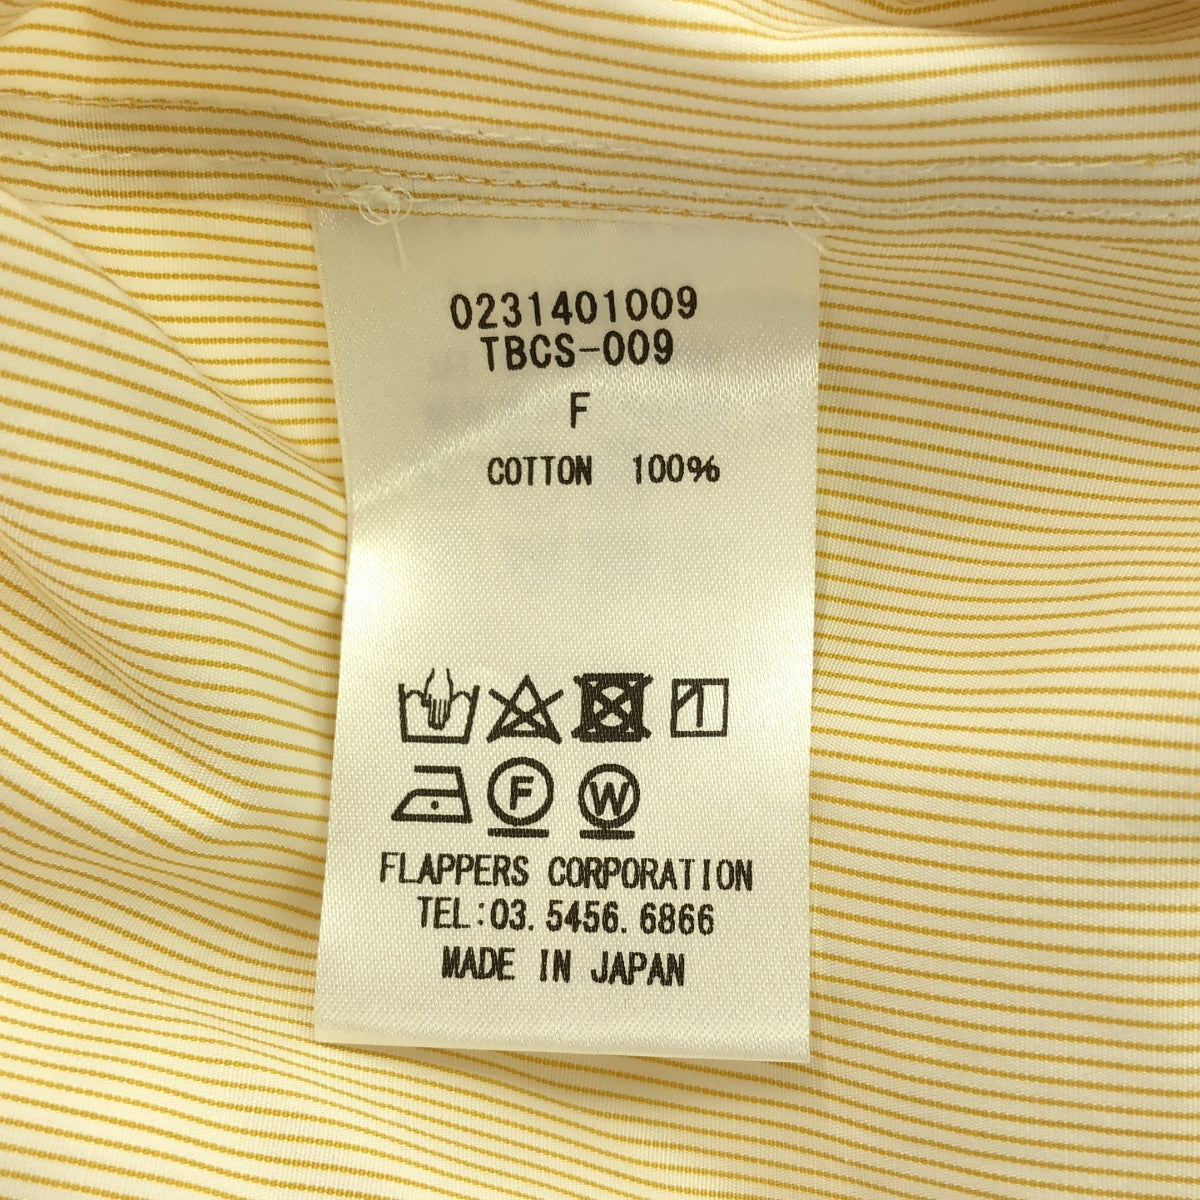 0231401009
TBCS-009
F
COTTON 100%
F W
FLAPPERS CORPORATION
TEL:03.5456.6866
MADE IN JAPAN